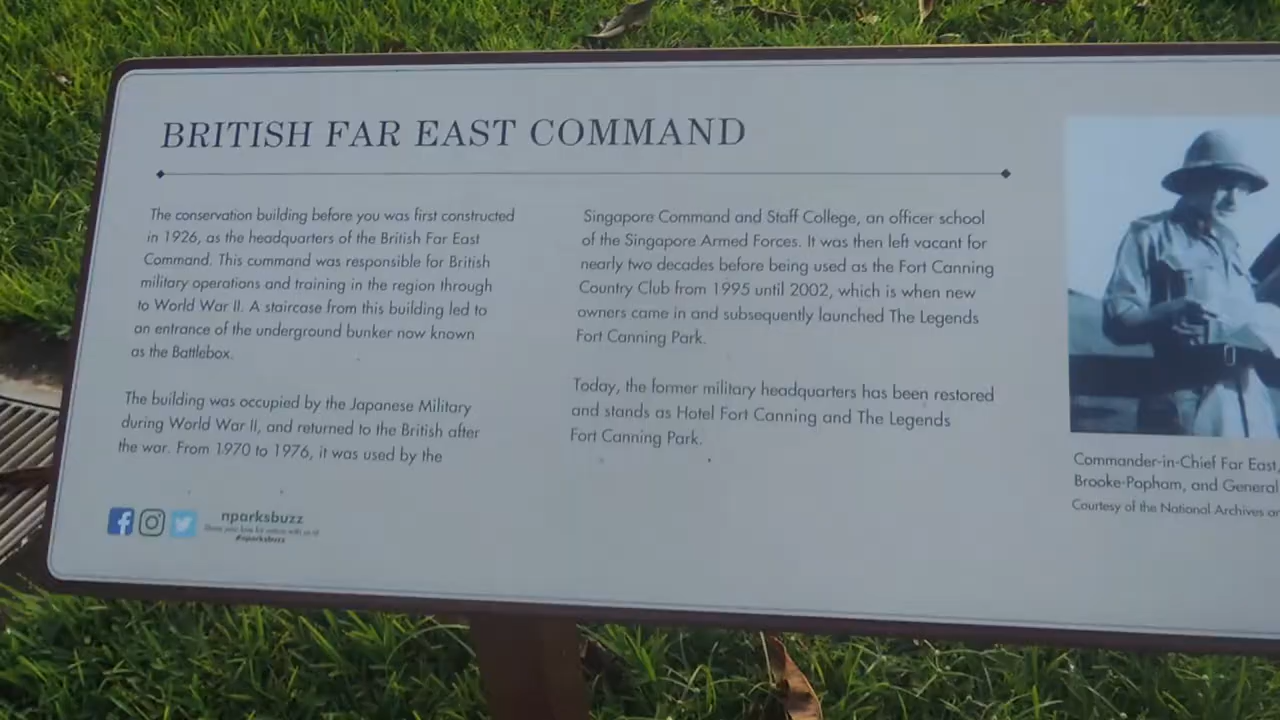 BRITISH FAR EAST COMMAND
The conservation building before you was first constructed
in 1926, as the headquarters of the British Far East
Command. This command was responsible for British
military operations and training in the region through
to World War II. A staircase from this building led to
an entrance of the underground bunker now known
as the Battlebox.
The building was occupied by the Japanese Military
during World War II, and returned to the British after
the war. From 1970 to 1976, it was used by the
Singapore Command and Staff College, an officer school
of the Singapore Armed Forces. It was then left vacant for
nearly two decades before being used as the Fort Canning
Country Club from 1995 until 2002, which is when new
owners came in and subsequently launched The Legends
Fort Canning Park.
Today, the former military headquarters has been restored
and stands as Hotel Fort Canning and The Legends
Fort Canning Park.
Commander-in-Chief Far East,
Brooke-Popham, and General
Courtesy of the National Archives
nparksbuzz
#nparksbuzz